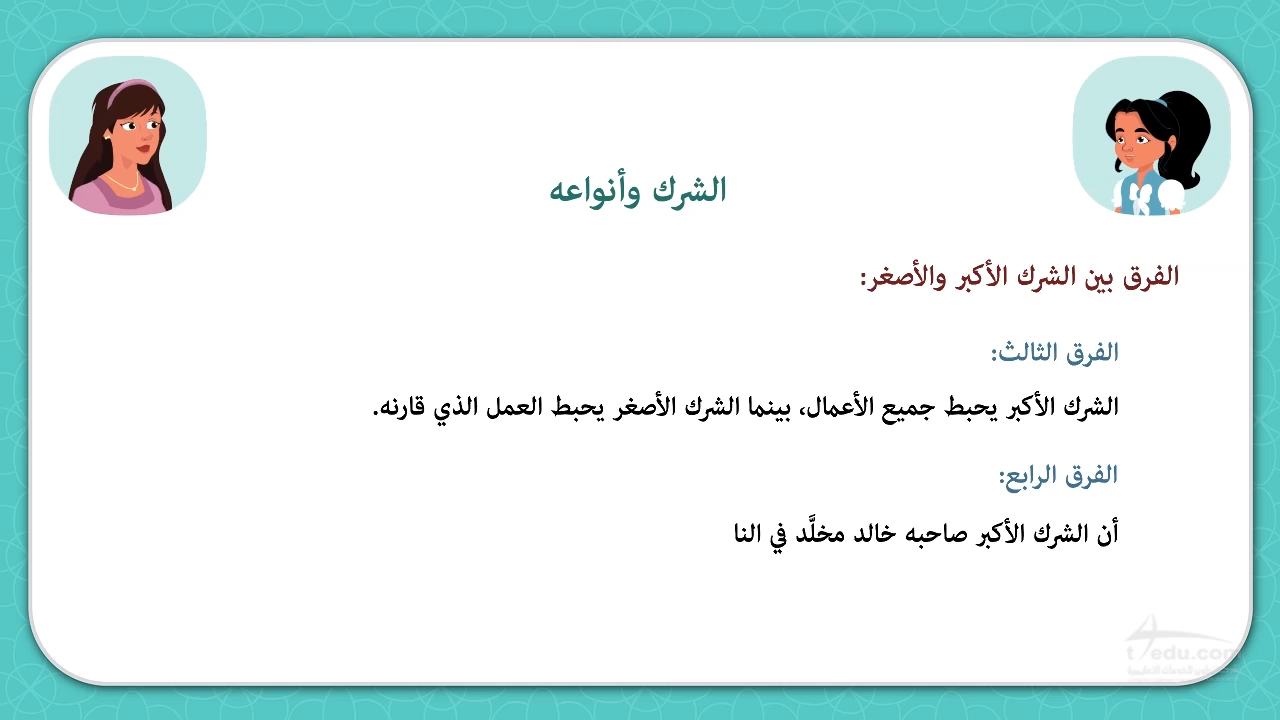 الشرك وأنواعه
الفرق بين الشرك الأكبر والأصغر:
الفرق الثالث:
الشرك الأكبر يحبط جميع الأعمال، بينما الشرك الأصغر يحبط العمل الذي قارنه.
الفرق الرابع:
أن الشرك الأكبر صاحبه خالد مخلَّد في النا
t4edu.com